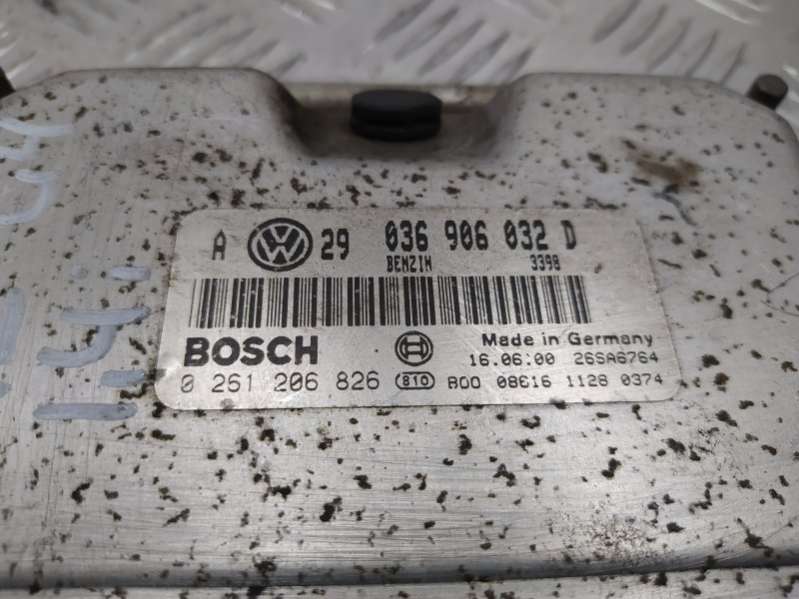 A VW 29 036 906 032 D
BENZIN 3398
BOSCH Made in Germany
16.06:00 26SA6764
0 261 206 826 810 A00 08616 1128 0374